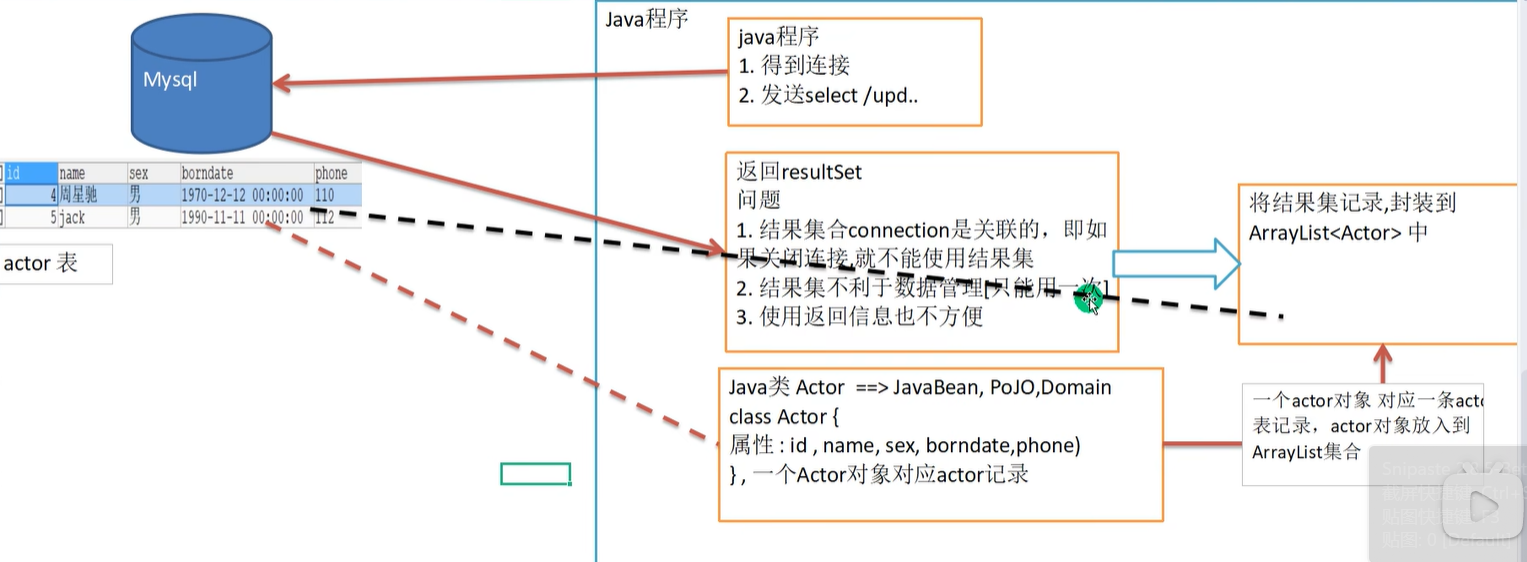 Mysql
id name sex borndate phone
4 周星驰 男 1970-12-12 00:00:00 110
5 jack 男 1990-11-11 00:00:00 112
actor 表
Java程序
java程序
1. 得到连接
2. 发送select /upd..
返回resultSet
问题
1. 结果集合connection是关联的，即如
果关闭连接,就不能使用结果集
2. 结果集不利于数据管理[只能用一次]
3. 使用返回信息也不方便
将结果集记录,封装到
ArrayList<Actor> 中
Java类 Actor ==> JavaBean, PoJO,Domain
class Actor {
属性 : id , name, sex, borndate,phone)
} , 一个Actor对象对应actor记录
一个actor对象 对应一条acto
表记录，actor对象放入到
ArrayList集合
Snipaste